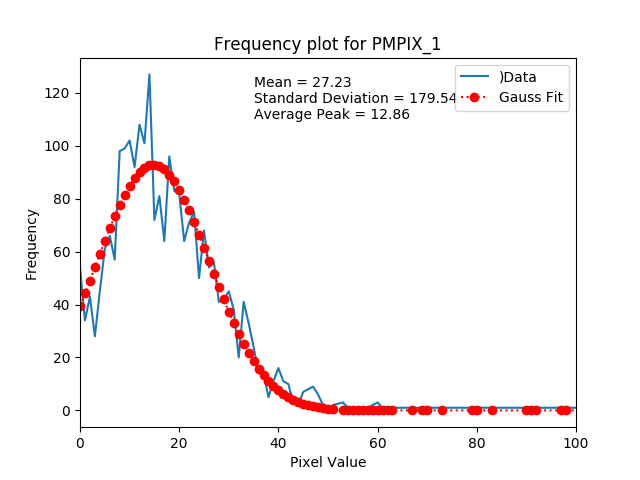 Frequency plot for PMPIX_1
Mean = 27.23
Standard Deviation = 179.54
Average Peak = 12.86
)Data
Gauss Fit
Frequency
120
100
80
60
40
20
0
0 20 40 60 80 100
Pixel Value